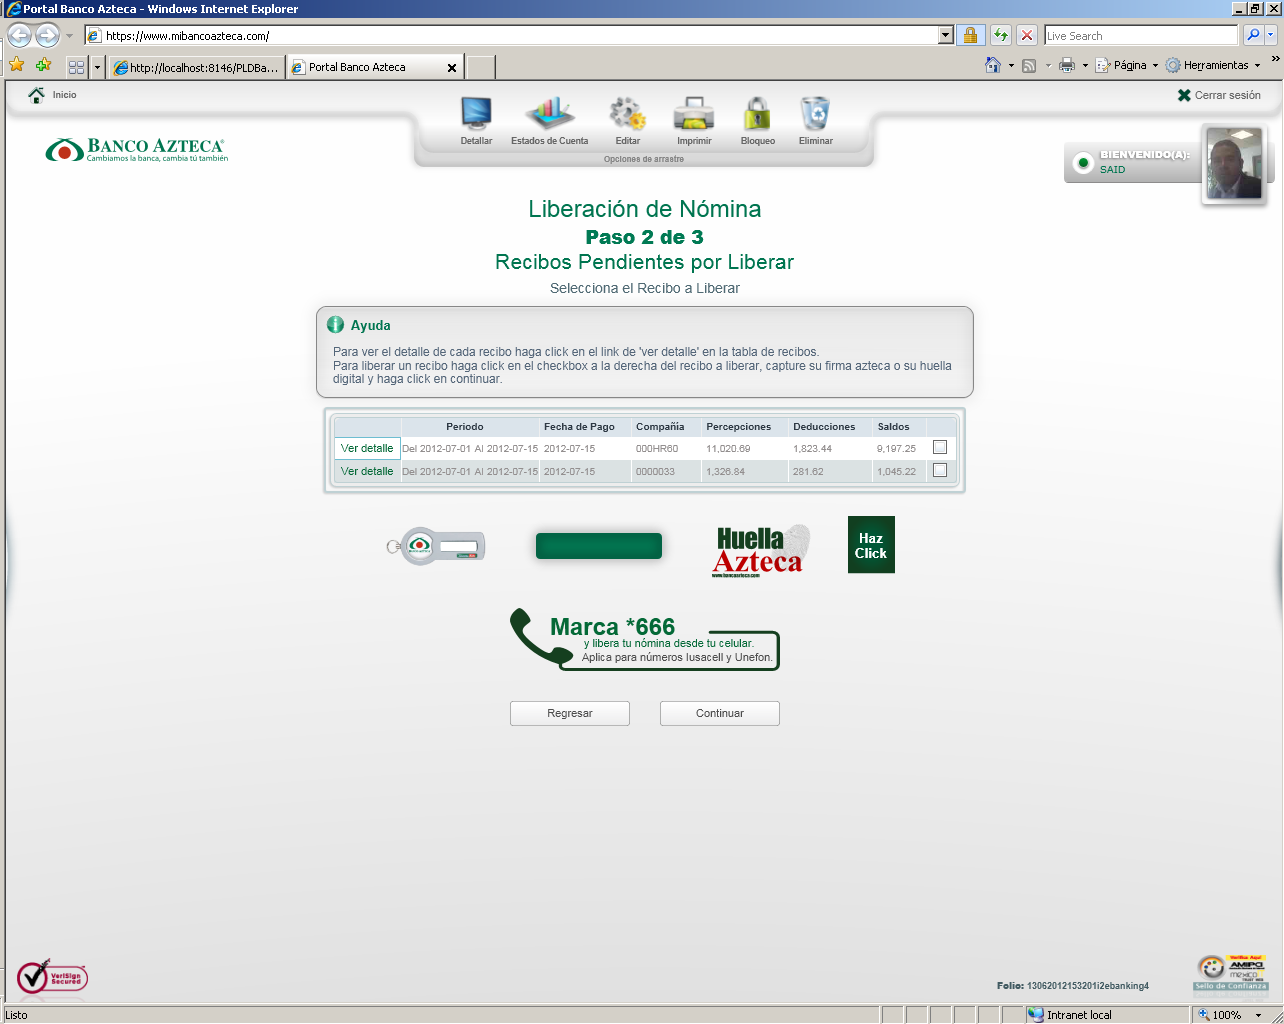 Portal Banco Azteca - Windows Internet Explorer
https://www.mibancoazteca.com/
Live Search
http://localhost:8146/PLDBa...
Portal Banco Azteca
Página
Herramientas
Inicio
Cerrar sesión
Detallar
Estados de Cuenta
Editar
Imprimir
Bloqueo
Eliminar
Opciones de arrastre
BANCO AZTECA
Cambiamos la banca, cambia tú también
BIENVENIDO(A):
SAID
Liberación de Nómina
Paso 2 de 3
Recibos Pendientes por Liberar
Selecciona el Recibo a Liberar
Ayuda
Para ver el detalle de cada recibo haga click en el link de 'ver detalle' en la tabla de recibos.
Para liberar un recibo haga click en el checkbox a la derecha del recibo a liberar, capture su firma azteca o su huella
digital y haga click en continuar.
Periodo Fecha de Pago Compañía Percepciones Deducciones Saldos
Ver detalle Del 2012-07-01 Al 2012-07-15 2012-07-15 000HR60 11,020.69 1,823.44 9,197.25
Ver detalle Del 2012-07-01 Al 2012-07-15 2012-07-15 0000033 1,326.84 281.62 1,045.22
Huella
Azteca
www.bancoazteca.com
Haz
Click
Marca *666
y libera tu nómina desde tu celular.
Aplica para números Iusacell y Unefon.
Regresar
Continuar
VeriSign
Secured
Folio: 13062012153201i2ebanking4
Verifica Aquí
AMIPCI
mexico
Sello de Confianza
Listo
Intranet local
100%